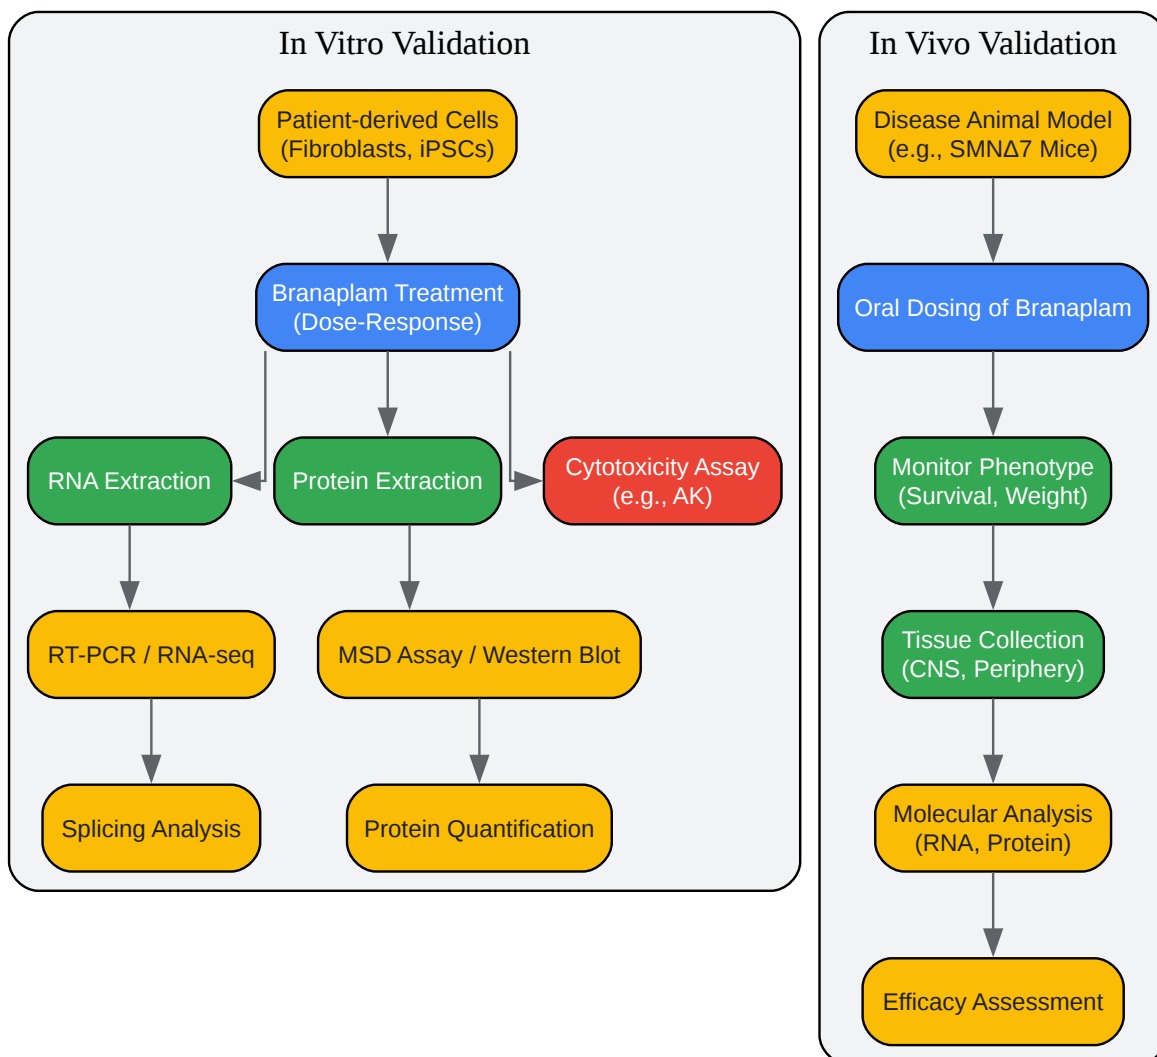 In Vitro Validation
Patient-derived Cells
(Fibroblasts, iPSCs)
Branaplam Treatment
(Dose-Response)
RNA Extraction
Protein Extraction
Cytotoxicity Assay
(e.g., AK)
RT-PCR / RNA-seq
MSD Assay / Western Blot
Splicing Analysis
Protein Quantification
In Vivo Validation
Disease Animal Model
(e.g., SMNΔ7 Mice)
Oral Dosing of Branaplam
Monitor Phenotype
(Survival, Weight)
Tissue Collection
(CNS, Periphery)
Molecular Analysis
(RNA, Protein)
Efficacy Assessment